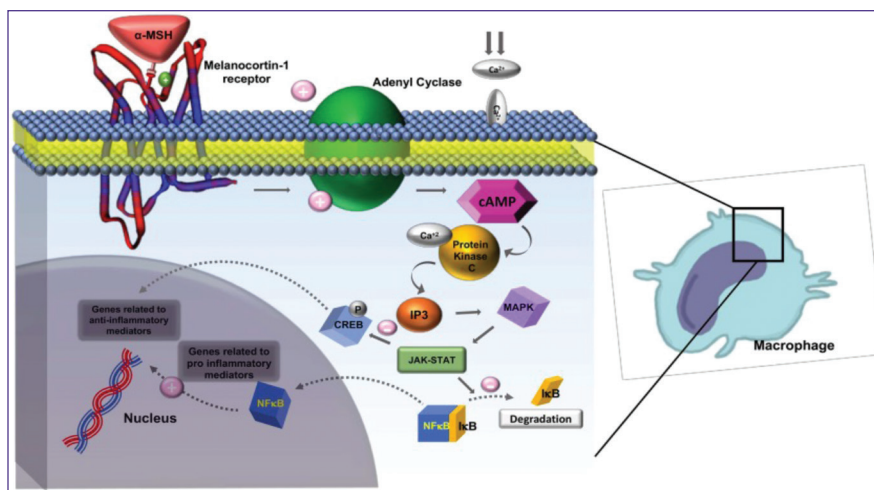 α-MSH
Melanocortin-1
receptor
+
+
Adenyl Cyclase
Ca²⁺
Ca²⁺
+
cAMP
Ca⁺²
Protein
Kinase
C
IP3
MAPK
P
CREB
-
JAK-STAT
-
Genes related to
anti-inflammatory
mediators
Genes related to
pro inflammatory
mediators
+
NFκB
Nucleus
NFκB
IκB
IκB
Degradation
Macrophage